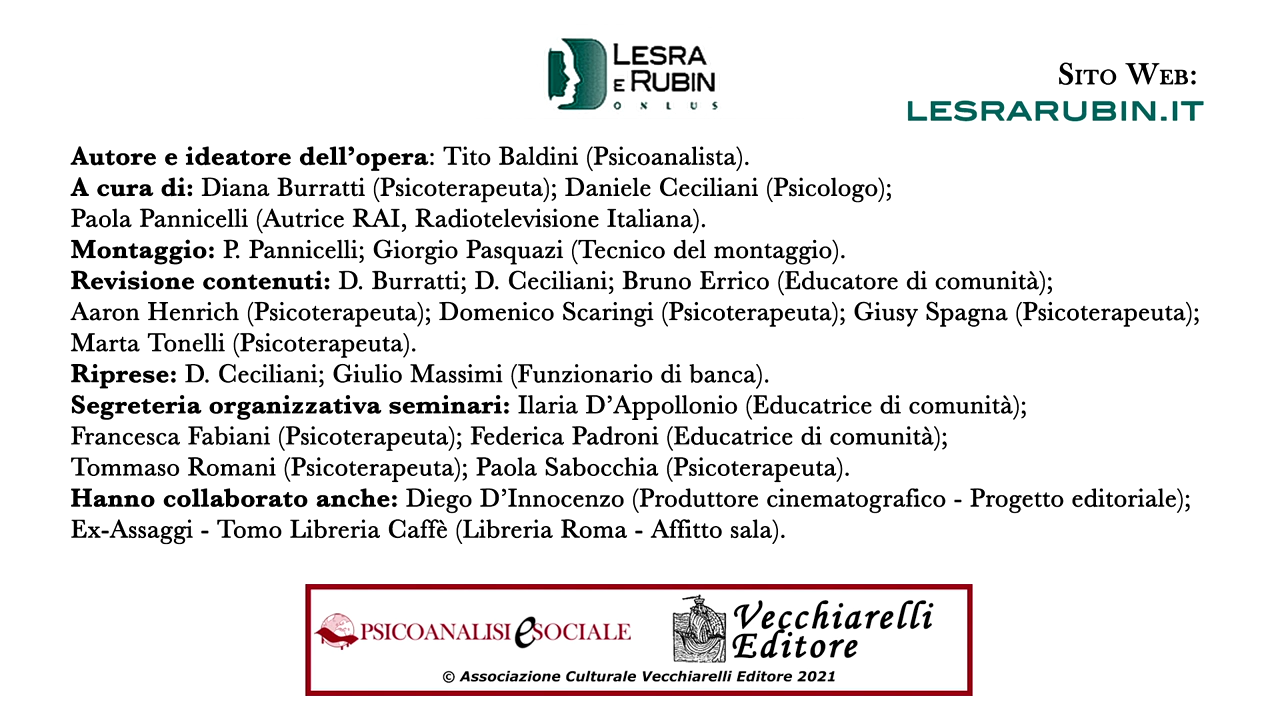 LESRA
E RUBIN
ONLUS
SITO WEB:
LESRARUBIN.IT
Autore e ideatore dell’opera: Tito Baldini (Psicoanalista).
A cura di: Diana Burratti (Psicoterapeuta); Daniele Ceciliani (Psicologo);
Paola Pannicelli (Autrice RAI, Radiotelevisione Italiana).
Montaggio: P. Pannicelli; Giorgio Pasquazi (Tecnico del montaggio).
Revisione contenuti: D. Burratti; D. Ceciliani; Bruno Errico (Educatore di comunità);
Aaron Henrich (Psicoterapeuta); Domenico Scaringi (Psicoterapeuta); Giusy Spagna (Psicoterapeuta);
Marta Tonelli (Psicoterapeuta).
Riprese: D. Ceciliani; Giulio Massimi (Funzionario di banca).
Segreteria organizzativa seminari: Ilaria D’Appollonio (Educatrice di comunità);
Francesca Fabiani (Psicoterapeuta); Federica Padroni (Educatrice di comunità);
Tommaso Romani (Psicoterapeuta); Paola Sabocchia (Psicoterapeuta).
Hanno collaborato anche: Diego D’Innocenzo (Produttore cinematografico - Progetto editoriale);
Ex-Assaggi - Tomo Libreria Caffè (Libreria Roma - Affitto sala).
PSICOANALISI e SOCIALE
Vecchiarelli
Editore
© Associazione Culturale Vecchiarelli Editore 2021